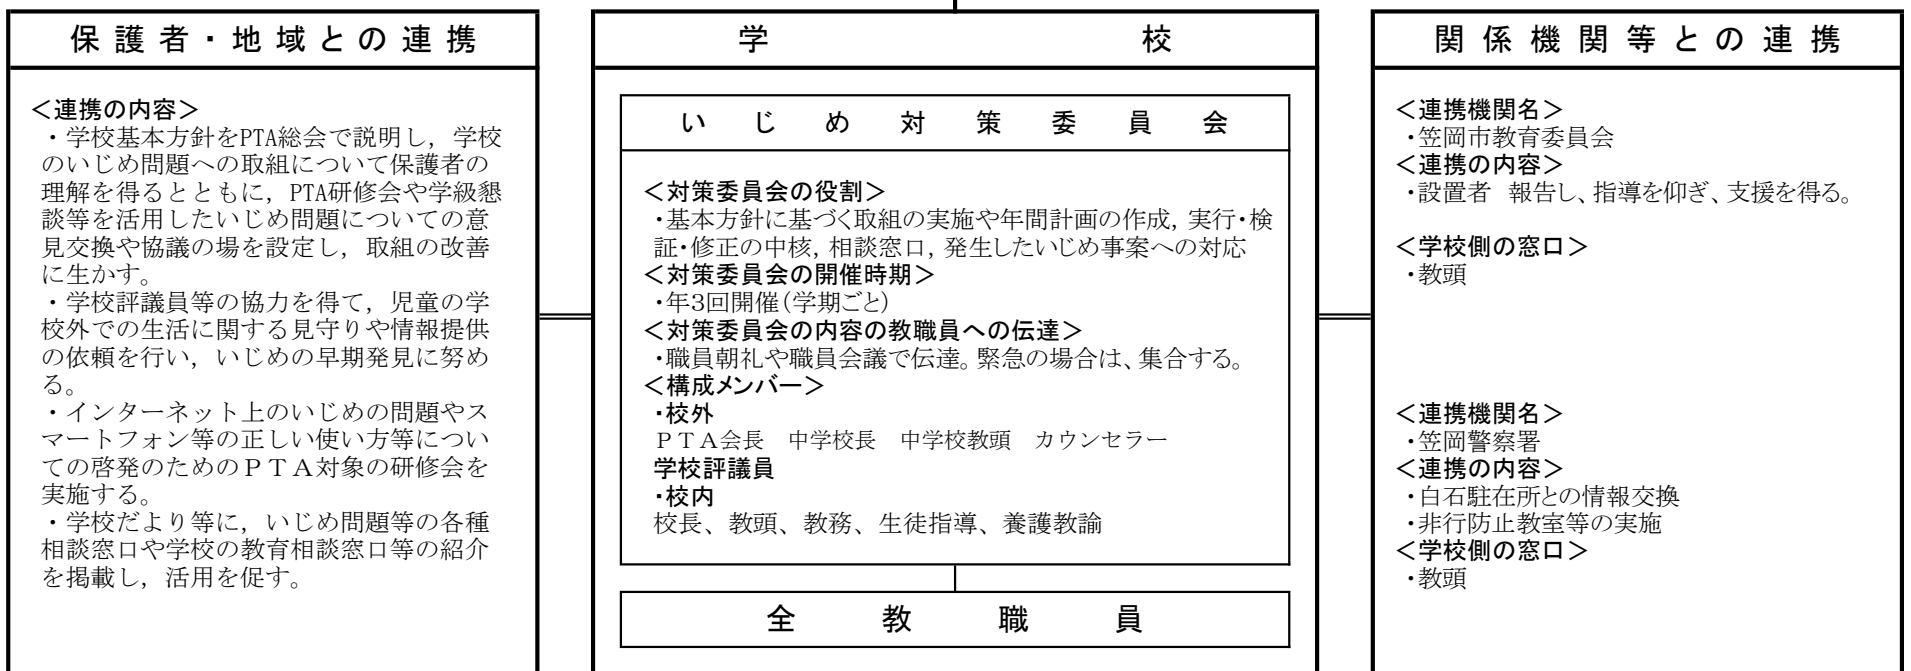 保護者・地域との連携
<連携の内容>
・学校基本方針をPTA総会で説明し，学校
のいじめ問題への取組について保護者の
理解を得るとともに，PTA研修会や学級懇
談等を活用したいじめ問題についての意
見交換や協議の場を設定し，取組の改善
に生かす。
・学校評議員等の協力を得て，児童の学
校外での生活に関する見守りや情報提供
の依頼を行い，いじめの早期発見に努め
る。
・インターネット上のいじめの問題やス
マートフォン等の正しい使い方等につい
ての啓発のためのＰＴＡ対象の研修会を
実施する。
・学校だより等に，いじめ問題等の各種
相談窓口や学校の教育相談窓口等の紹介
を掲載し，活用を促す。
学校
いじめ対策委員会
<対策委員会の役割>
・基本方針に基づく取組の実施や年間計画の作成，実行・検
証・修正の中核，相談窓口，発生したいじめ事案への対応
<対策委員会の開催時期>
・年3回開催(学期ごと)
<対策委員会の内容の教職員への伝達>
・職員朝礼や職員会議で伝達。緊急の場合は、集合する。
<構成メンバー>
・校外
ＰＴＡ会長　中学校長　中学校教頭　カウンセラー
学校評議員
・校内
校長、教頭、教務、生徒指導、養護教諭
全教職員
関係機関等との連携
<連携機関名>
・笠岡市教育委員会
<連携の内容>
・設置者　報告し、指導を仰ぎ、支援を得る。
<学校側の窓口>
・教頭
<連携機関名>
・笠岡警察署
<連携の内容>
・白石駐在所との情報交換
・非行防止教室等の実施
<学校側の窓口>
・教頭